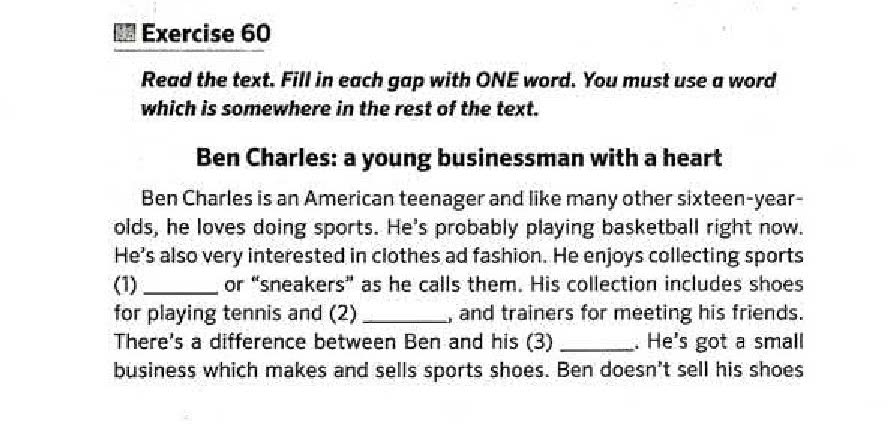 Exercise 60
Read the text. Fill in each gap with ONE word. You must use a word
which is somewhere in the rest of the text.
Ben Charles: a young businessman with a heart
Ben Charles is an American teenager and like many other sixteen-year-
olds, he loves doing sports. He's probably playing basketball right now.
He's also very interested in clothes ad fashion. He enjoys collecting sports
(1) _______ or "sneakers" as he calls them. His collection includes shoes
for playing tennis and (2) ________, and trainers for meeting his friends.
There's a difference between Ben and his (3) _______. He's got a small
business which makes and sells sports shoes. Ben doesn't sell his shoes